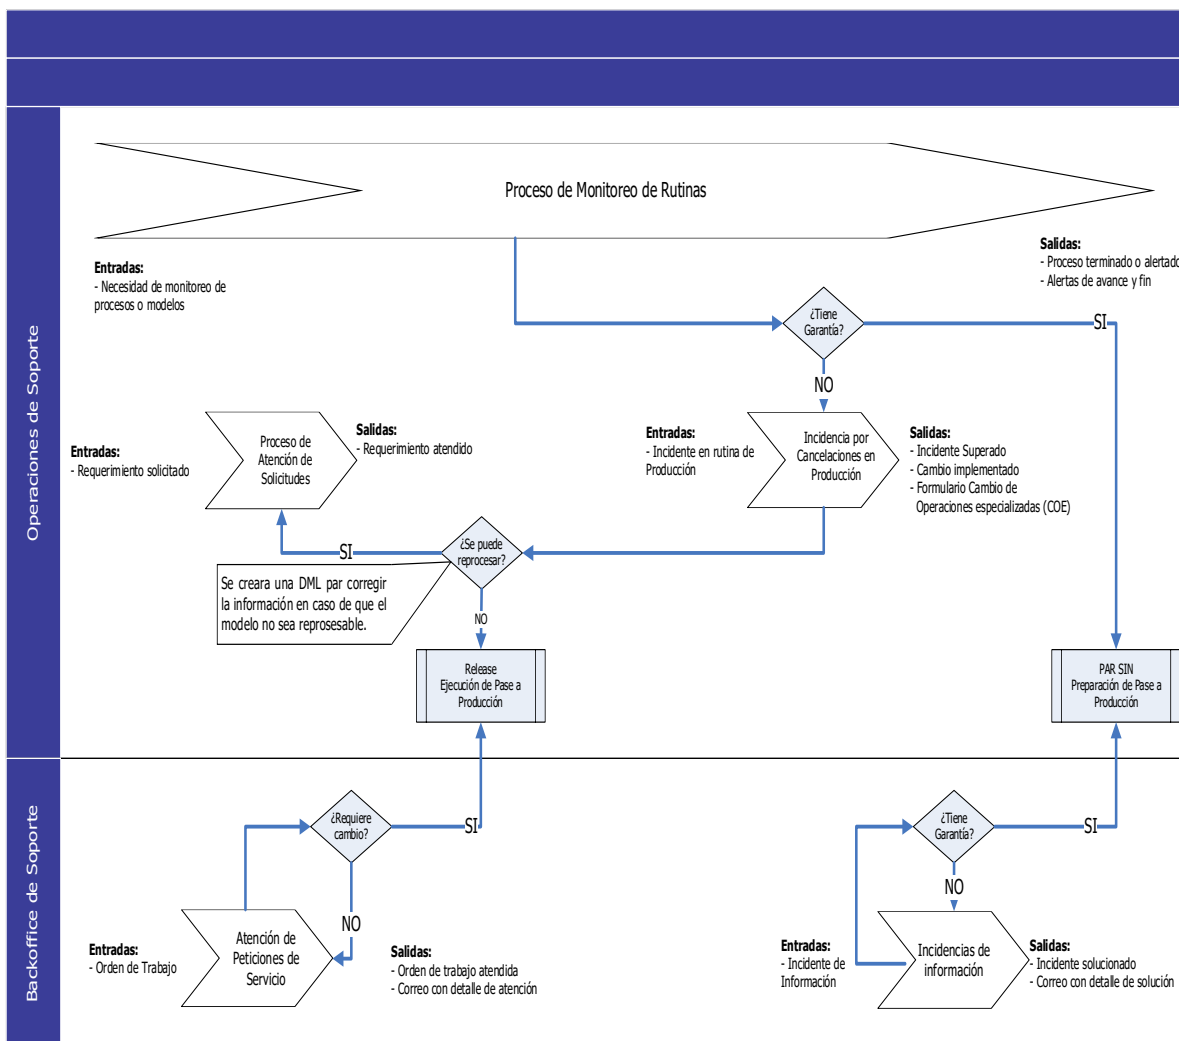 Proceso de Monitoreo de Rutinas
Entradas:
- Necesidad de monitoreo de
procesos o modelos
Salidas:
- Proceso terminado o alertado
- Alertas de avance y fin
¿Tiene
Garantía?
SI
NO
Operaciones de Soporte
Entradas:
- Requerimiento solicitado
Proceso de
Atención de
Solicitudes
Salidas:
- Requerimiento atendido
Entradas:
- Incidente en rutina de
Producción
Incidencia por
Cancelaciones en
Producción
Salidas:
- Incidente Superado
- Cambio implementado
- Formulario Cambio de
Operaciones especializadas (COE)
¿Se puede
reprocesar?
SI
Se creara una DML par corregir
la información en caso de que el
modelo no sea reprosesable.
NO
Release
Ejecución de Pase a
Producción
PAR SIN
Preparación de Pase a
Producción
Backoffice de Soporte
¿Requiere
cambio?
SI
NO
Entradas:
- Orden de Trabajo
Atención de
Peticiones de
Servicio
Salidas:
- Orden de trabajo atendida
- Correo con detalle de atención
¿Tiene
Garantía?
SI
NO
Entradas:
- Incidente de
Información
Incidencias de
información
Salidas:
- Incidente solucionado
- Correo con detalle de solución